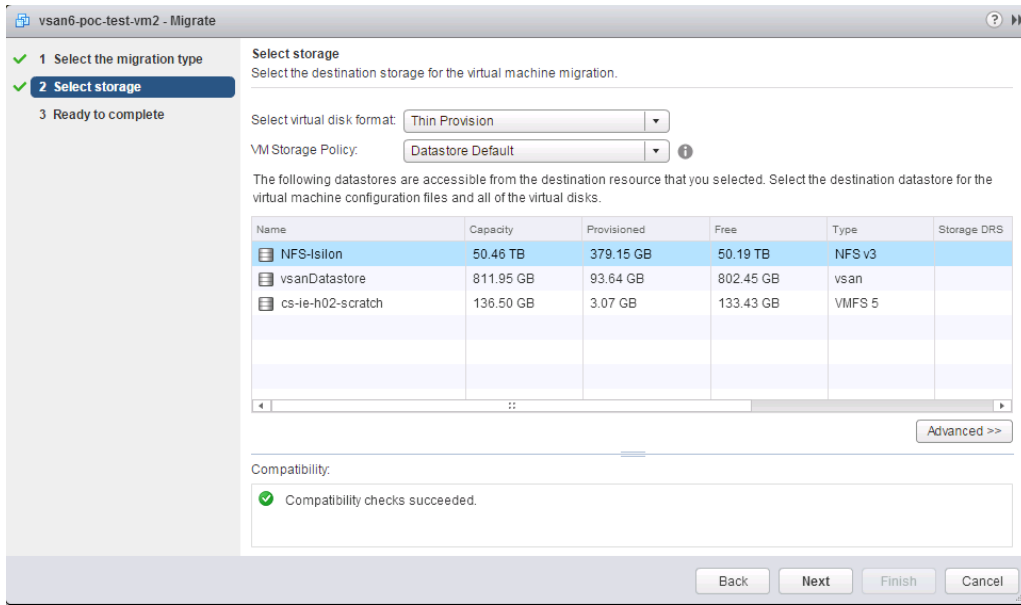 vsan6-poc-test-vm2 - Migrate
1 Select the migration type
2 Select storage
3 Ready to complete
Select storage
Select the destination storage for the virtual machine migration.
Select virtual disk format: Thin Provision
VM Storage Policy: Datastore Default
The following datastores are accessible from the destination resource that you selected. Select the destination datastore for the
virtual machine configuration files and all of the virtual disks.
Name Capacity Provisioned Free Type Storage DRS
NFS-Isilon 50.46 TB 379.15 GB 50.19 TB NFS v3
vsanDatastore 811.95 GB 93.64 GB 802.45 GB vsan
cs-ie-h02-scratch 136.50 GB 3.07 GB 133.43 GB VMFS 5
Advanced >>
Compatibility:
Compatibility checks succeeded.
Back Next Finish Cancel